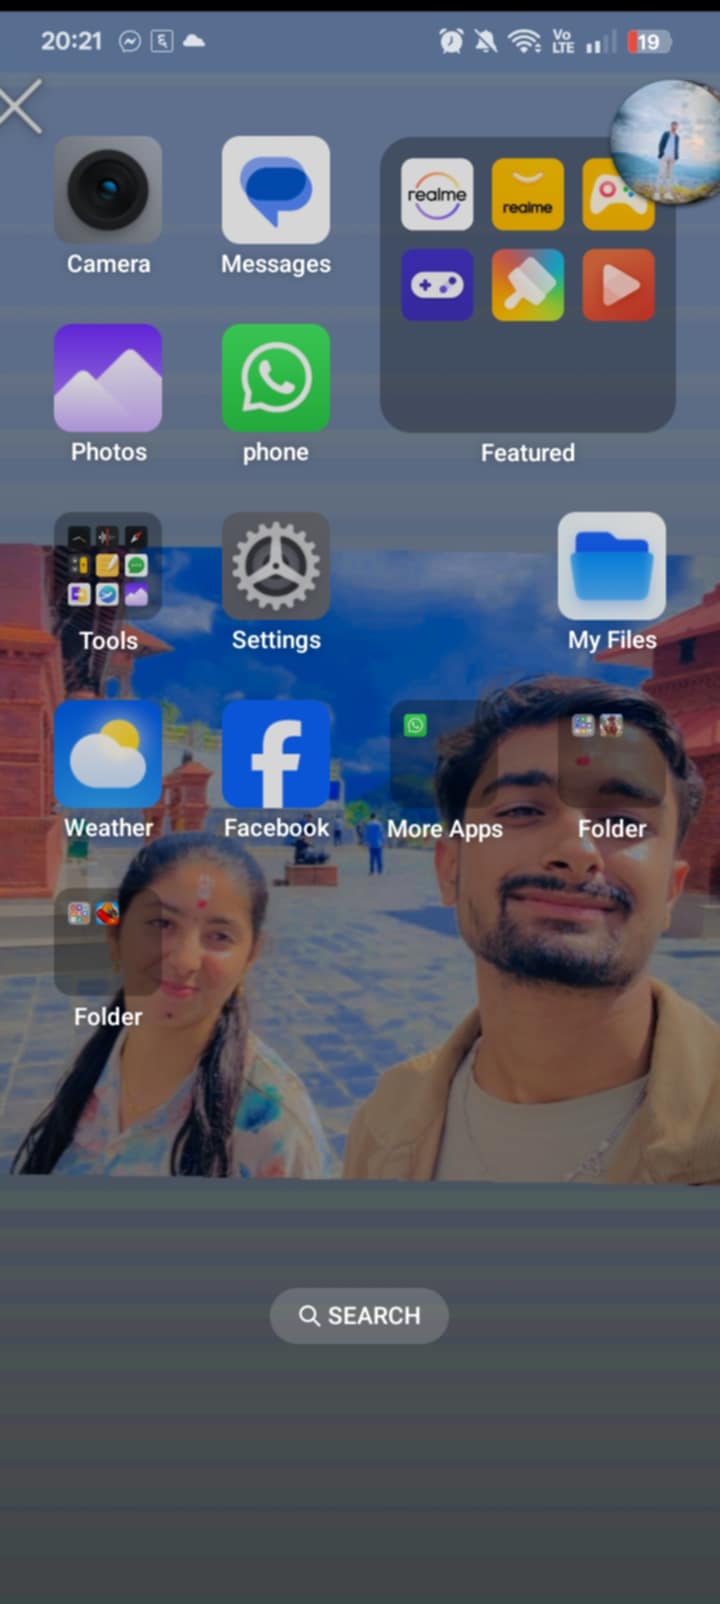 20:21
Vo
LTE
19
Camera
Messages
realme
realme
Photos
phone
Featured
Tools
Settings
My Files
Weather
Facebook
More Apps
Folder
Folder
SEARCH